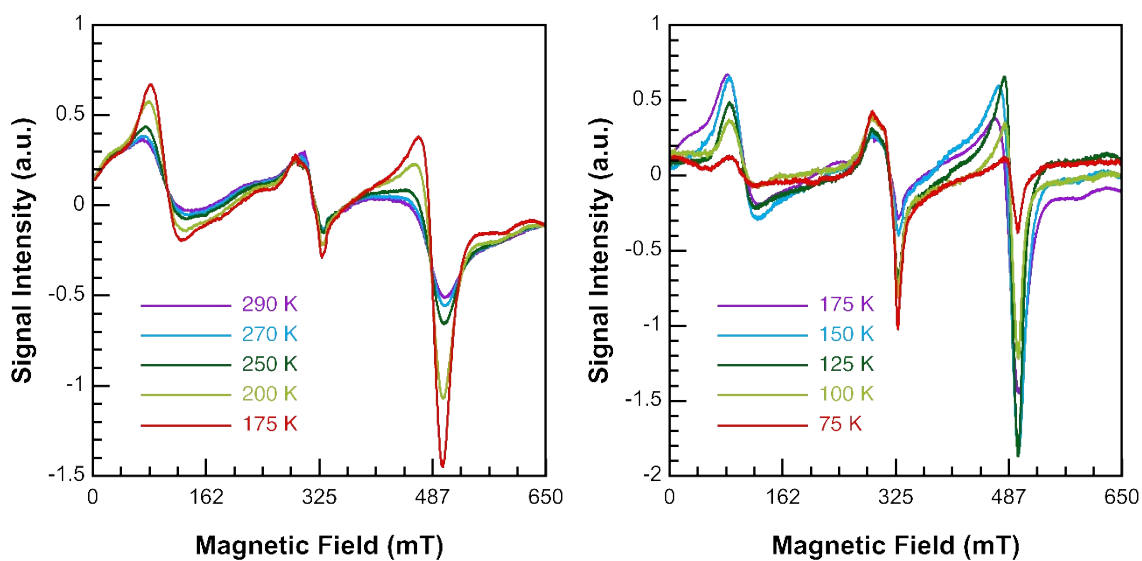 Signal Intensity (a.u.)
1
0.5
0
-0.5
-1
-1.5
290 K
270 K
250 K
200 K
175 K
0
162
325
487
650
Magnetic Field (mT)
Signal Intensity (a.u.)
1
0.5
0
-0.5
-1
-1.5
-2
175 K
150 K
125 K
100 K
75 K
0
162
325
487
650
Magnetic Field (mT)